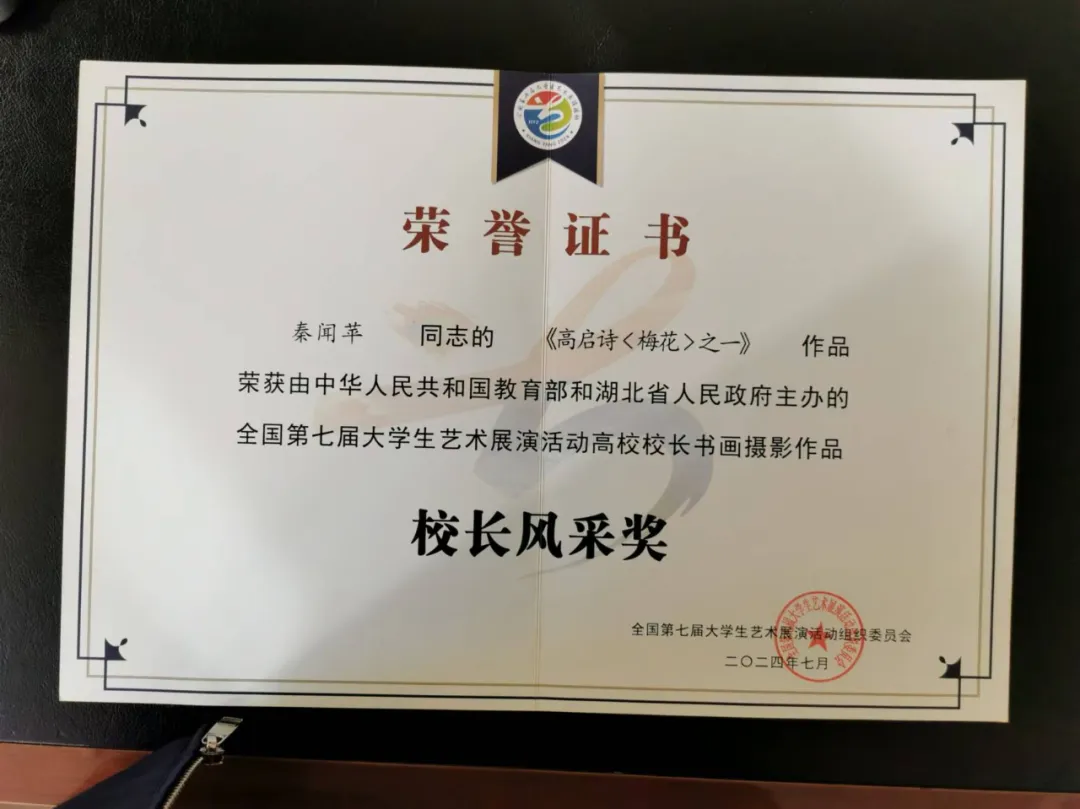 荣誉证书
秦闻苹 同志的 《高启诗<梅花>之一》 作品
荣获由中华人民共和国教育部和湖北省人民政府主办的
全国第七届大学生艺术展演活动高校校长书画摄影作品
校长风采奖
全国第七届大学生艺术展演活动组织委员会
二〇二四年七月